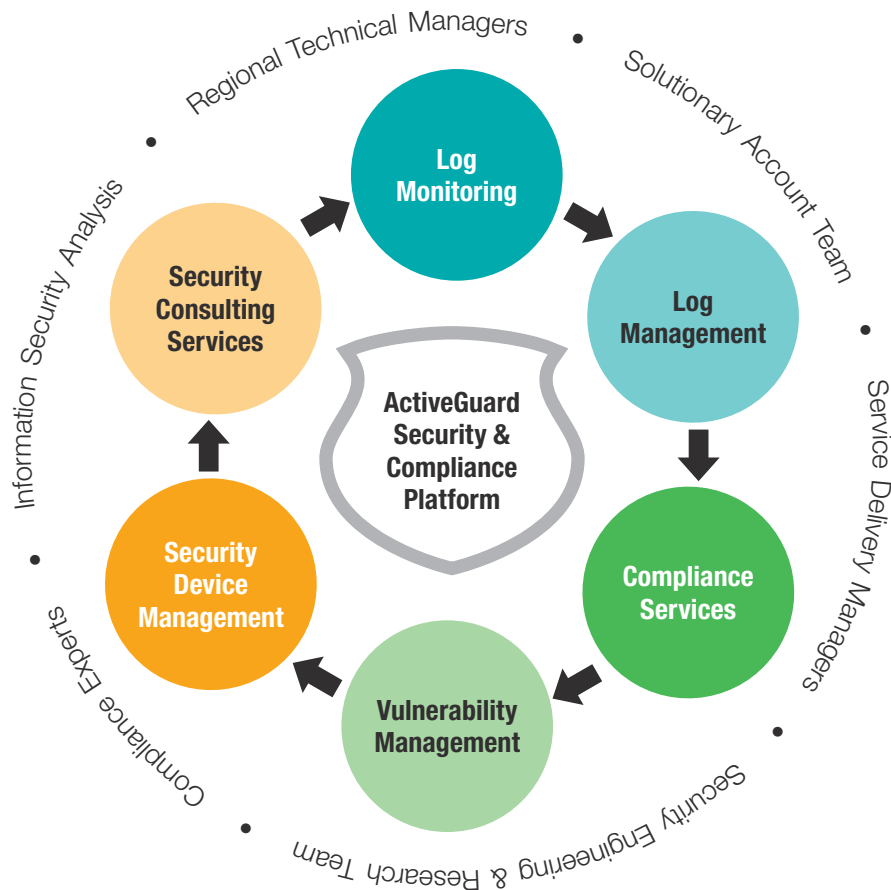 Regional Technical Managers
Solutionary Account Team
Service Delivery Managers
Security Engineering & Research Team
Compliance Experts
Information Security Analysis
Log
Monitoring
Log
Management
Compliance
Services
Vulnerability
Management
Security
Device
Management
Security
Consulting
Services
ActiveGuard
Security &
Compliance
Platform